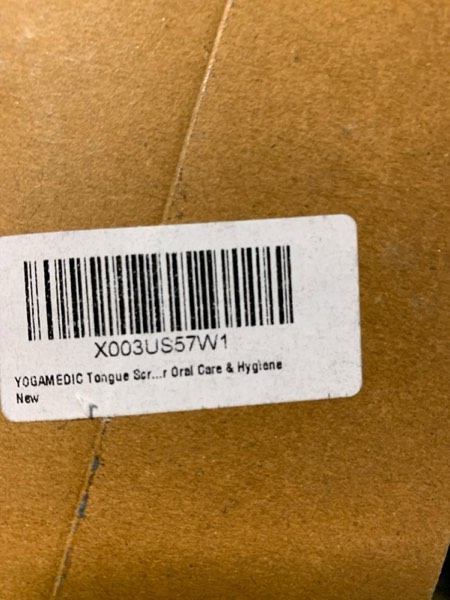 X003US57W1
YOGAMEDIC Tongue Scr...r Oral Care & Hygiene
New